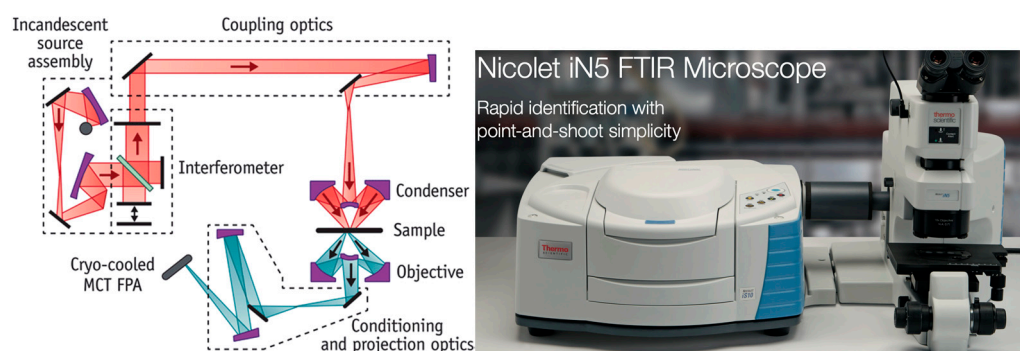 Incandescent
source
assembly
Coupling optics
Interferometer
Condenser
Sample
Objective
Cryo-cooled
MCT FPA
Conditioning
and projection optics
Nicolet iN5 FTIR Microscope
Rapid identification with
point-and-shoot simplicity
Thermo
SCIENTIFIC
iS10
thermo
scientific